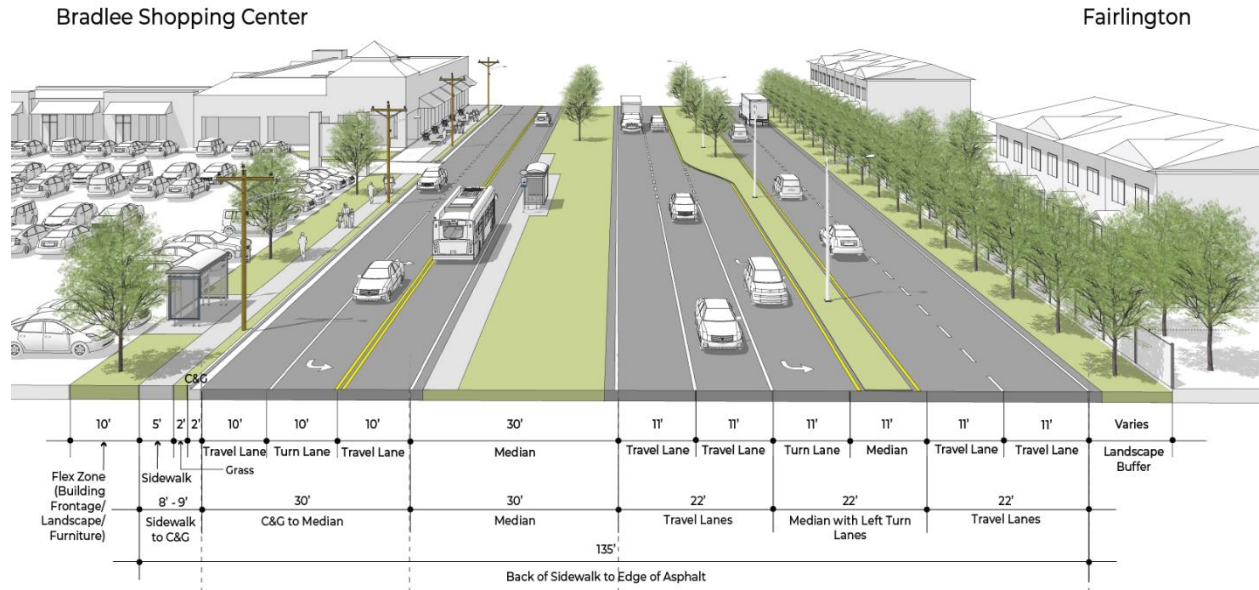 Bradlee Shopping Center
Fairlington
C&G
10'
5'
2'
2'
10'
10'
10'
30'
11'
11'
11'
11'
11'
11'
Varies
Flex Zone
(Building
Frontage/
Landscape/
Furniture)
Sidewalk
Grass
Travel Lane
Turn Lane
Travel Lane
Median
Travel Lane
Travel Lane
Turn Lane
Median
Travel Lane
Travel Lane
Landscape
Buffer
8' - 9'
Sidewalk
to C&G
30'
C&G to Median
30'
Median
22'
Travel Lanes
22'
Median with Left Turn
Lanes
22'
Travel Lanes
135'
Back of Sidewalk to Edge of Asphalt